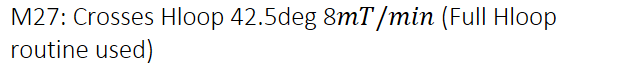 M27: Crosses Hloop 42.5deg 8mT/min (Full Hloop
routine used)